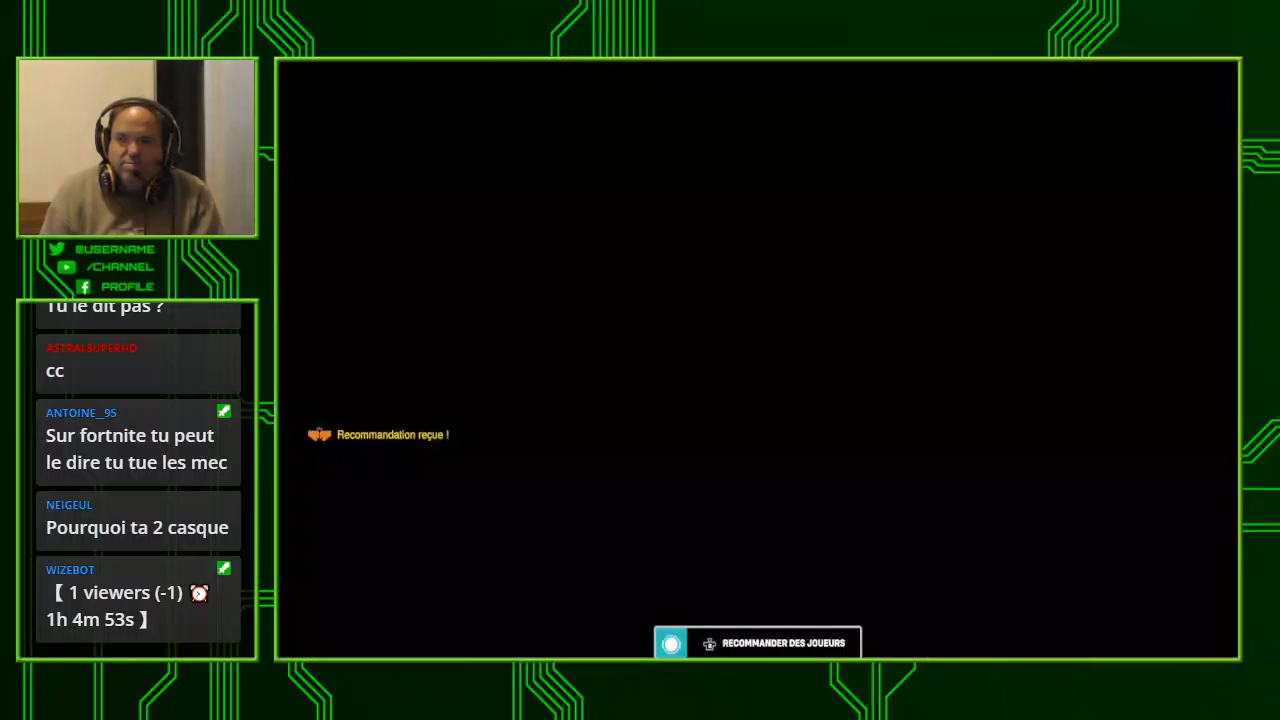 @USERNAME
/CHANNEL
PROFILE
Tu le dit pas ?
ASTRALSUPERHD
cc
ANTOINE_95
Sur fortnite tu peut
le dire tu tue les mec
NEIGEUL
Pourquoi ta 2 casque
WIZEBOT
【 1 viewers (-1) ⏰
1h 4m 53s 】
Recommandation reçue !
RECOMMANDER DES JOUEURS